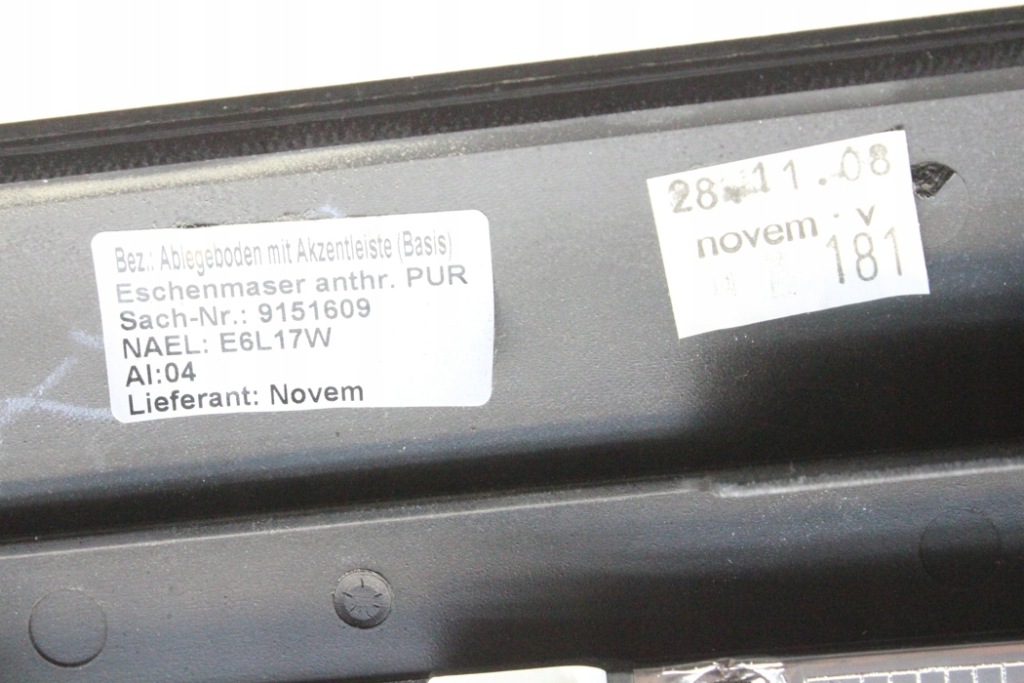 Bez.: Ablegeboden mit Akzentleiste (Basis)
Eschenmaser anthr. PUR
Sach-Nr.: 9151609
NAEL: E6L17W
AI:04
Lieferant: Novem
28.11.08
novem · v
181